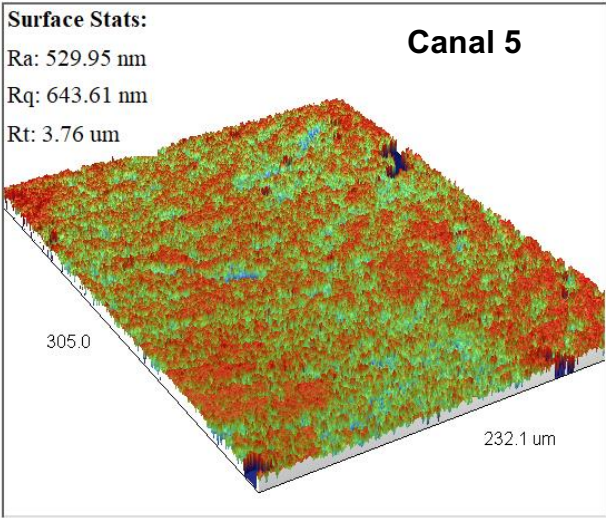 Surface Stats:
Ra: 529.95 nm
Rq: 643.61 nm
Rt: 3.76 um
Canal 5
305.0
232.1 um